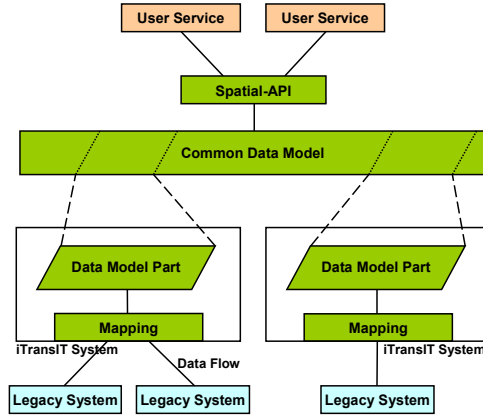 User Service
User Service
Spatial-API
Common Data Model
Data Model Part
Data Model Part
Mapping
Mapping
iTransIT System
iTransIT System
Data Flow
Legacy System
Legacy System
Legacy System